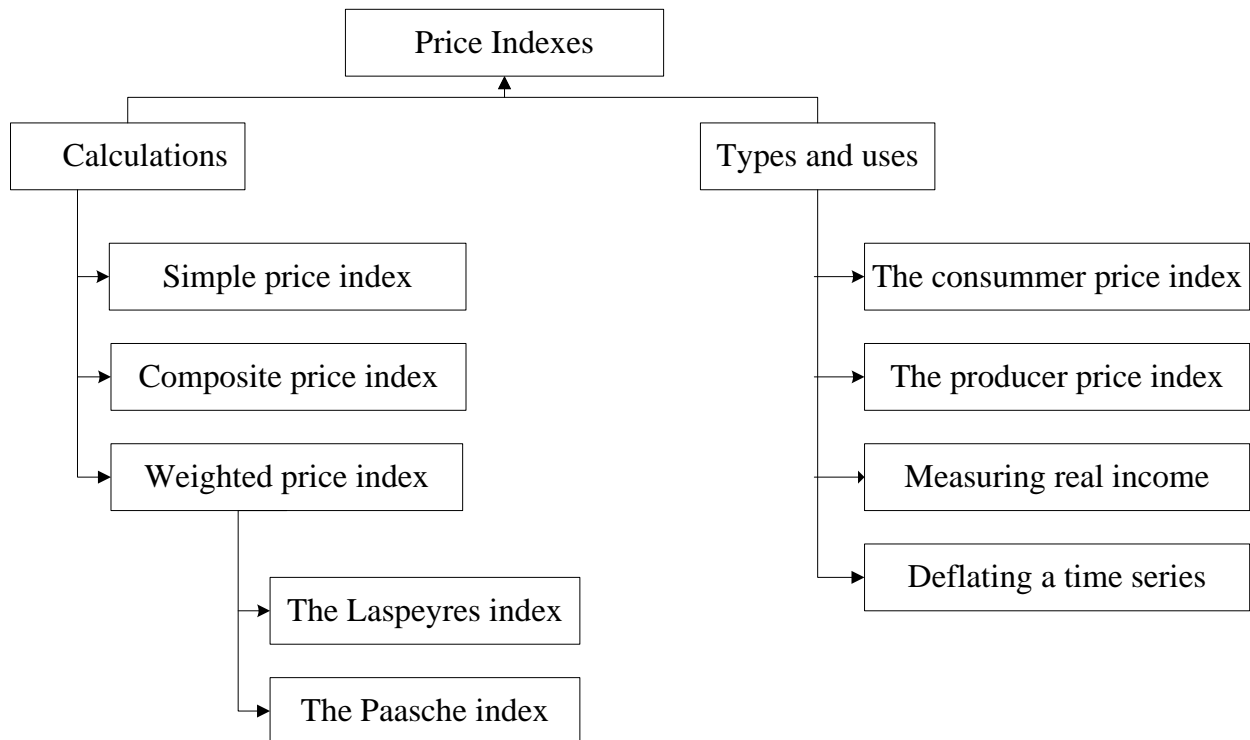 Price Indexes
Calculations
Types and uses
Simple price index
Composite price index
Weighted price index
The Laspeyres index
The Paasche index
The consummer price index
The producer price index
Measuring real income
Deflating a time series